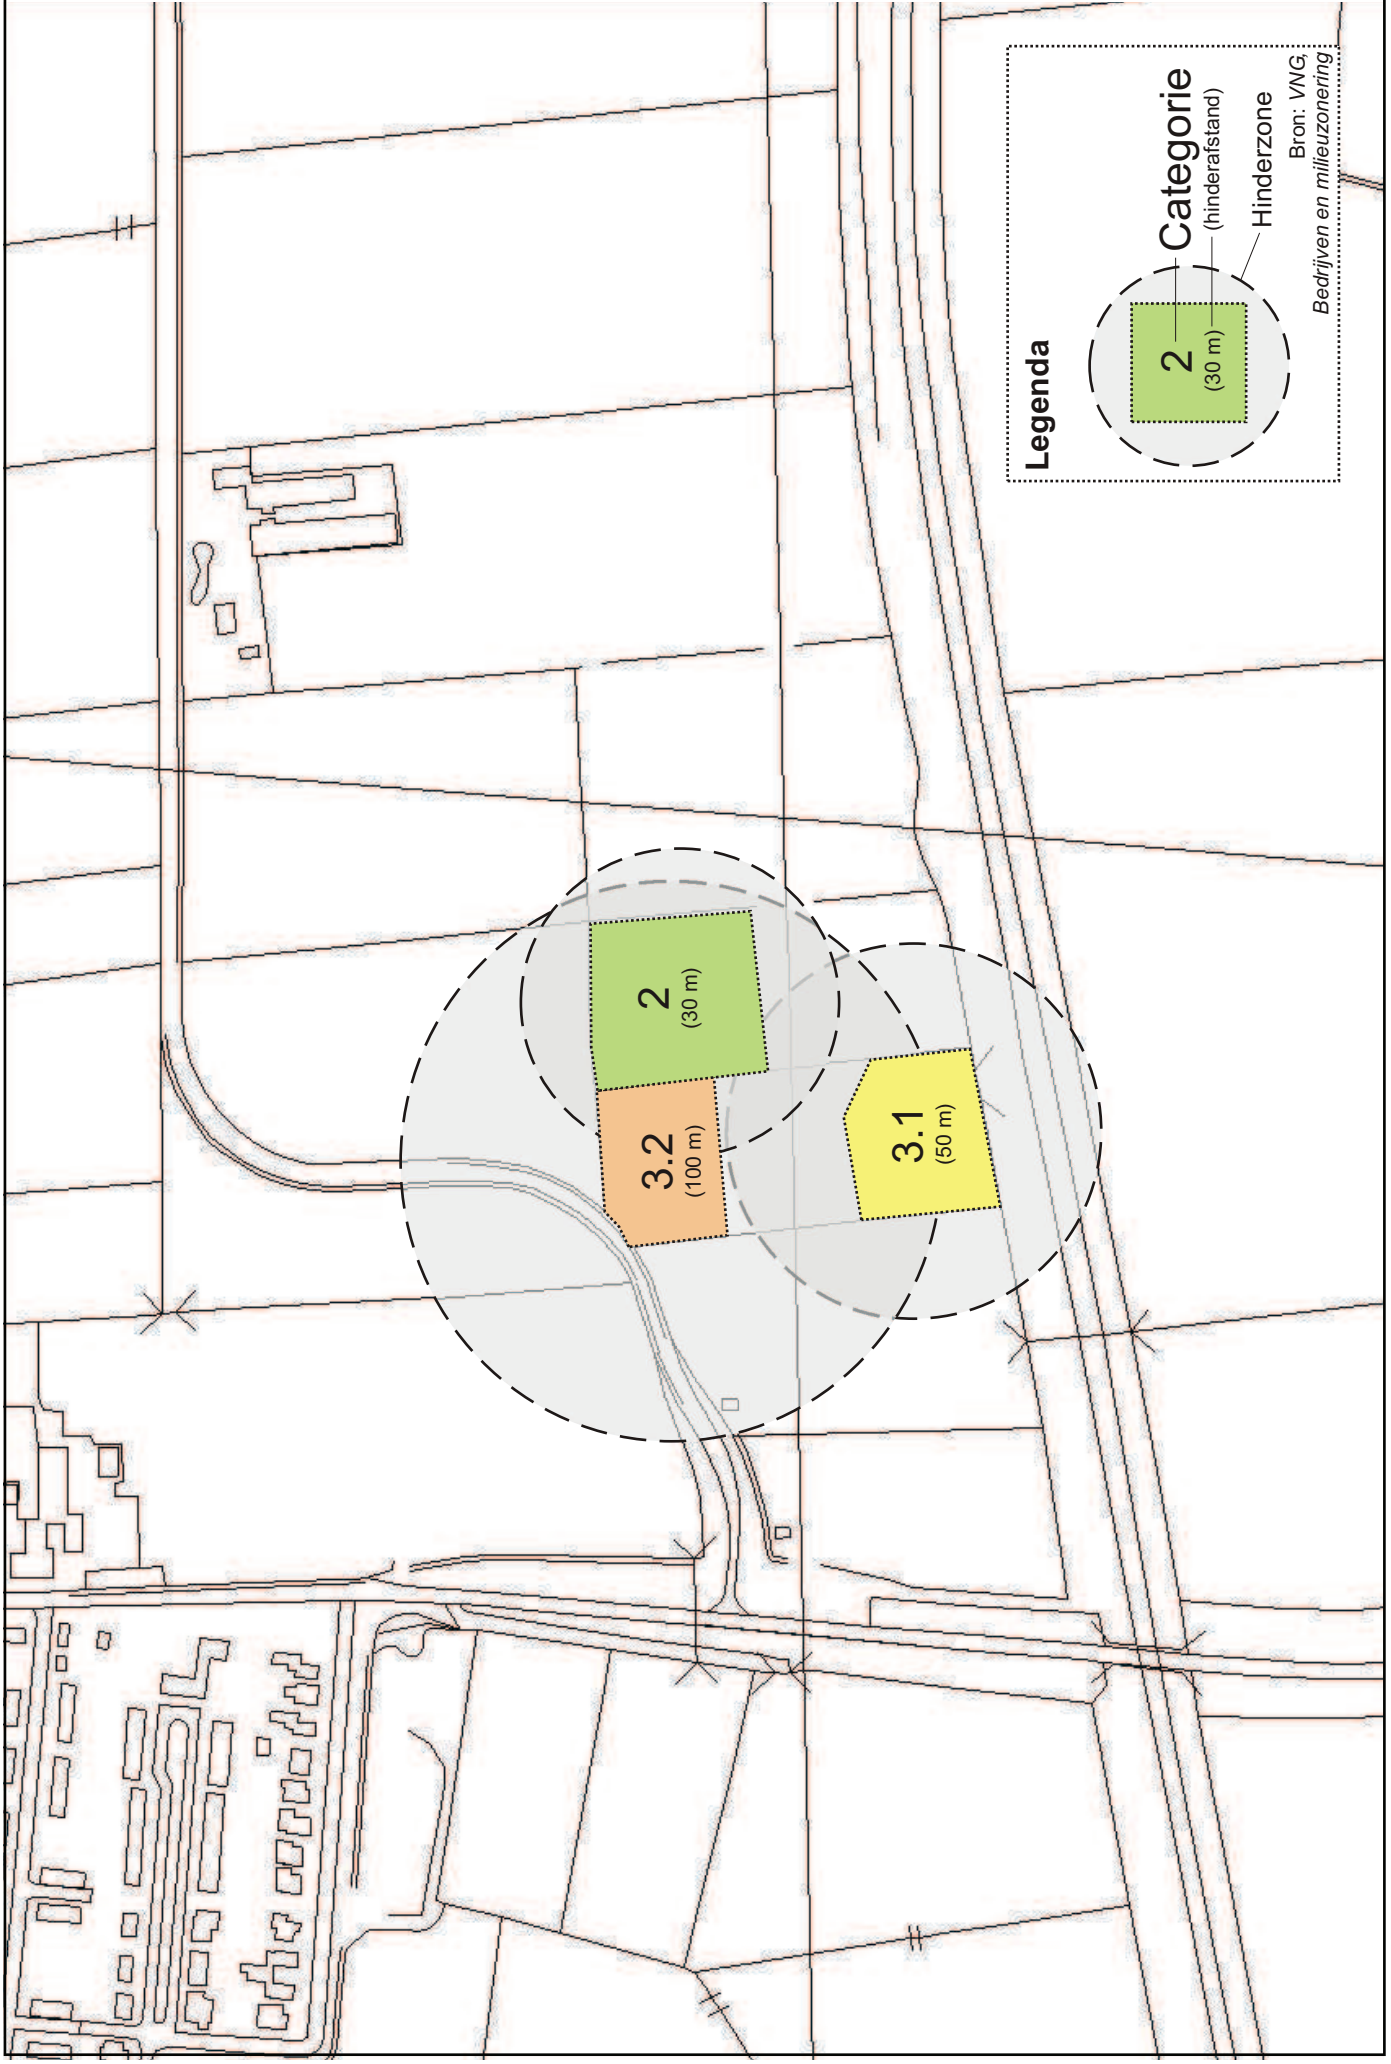 2
(30 m)
3.2
(100 m)
3.1
(50 m)
Legenda
2
(30 m)
Categorie
(hinderafstand)
Hinderzone
Bron: VNG,
Bedrijven en milieuzonering